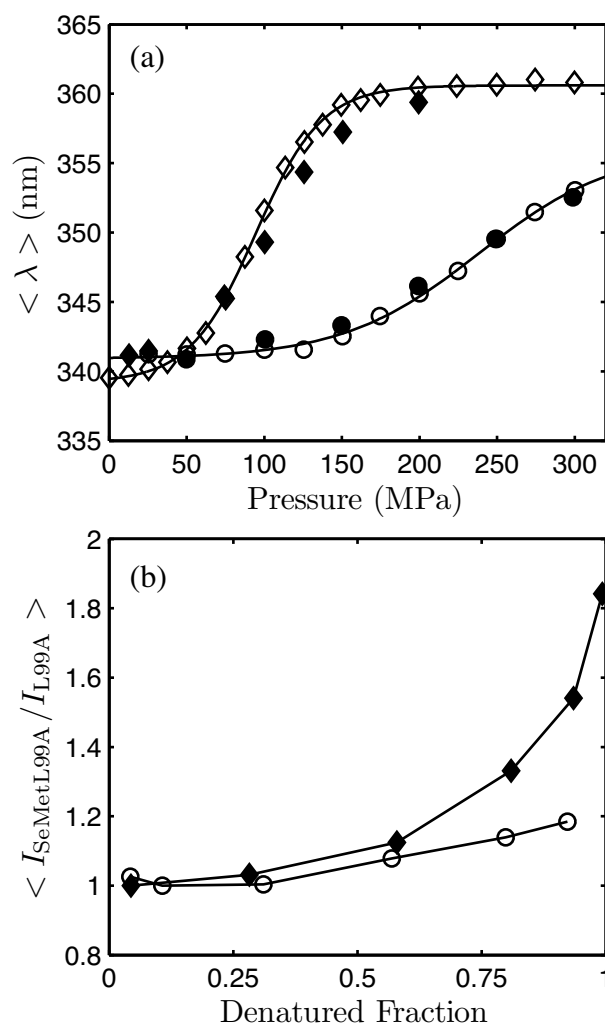 365
(a)
360
355
350
345
340
335
< λ > (nm)
0 50 100 150 200 250 300
Pressure (MPa)
2
(b)
1.8
1.6
1.4
1.2
1
0.8
< I_SeMetL99A / I_L99A >
0 0.25 0.5 0.75 1
Denatured Fraction